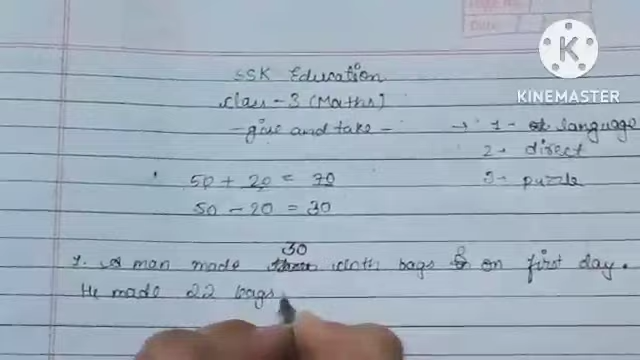 Date
KINEMASTER
SSK Education
class - 3 (Maths)
- give and take -
→ 1 - language
2 - direct
3 - puzzle
50 + 20 = 70
50 - 20 = 30
1. A man made 30 cloth bags on first day.
He made 22 bags